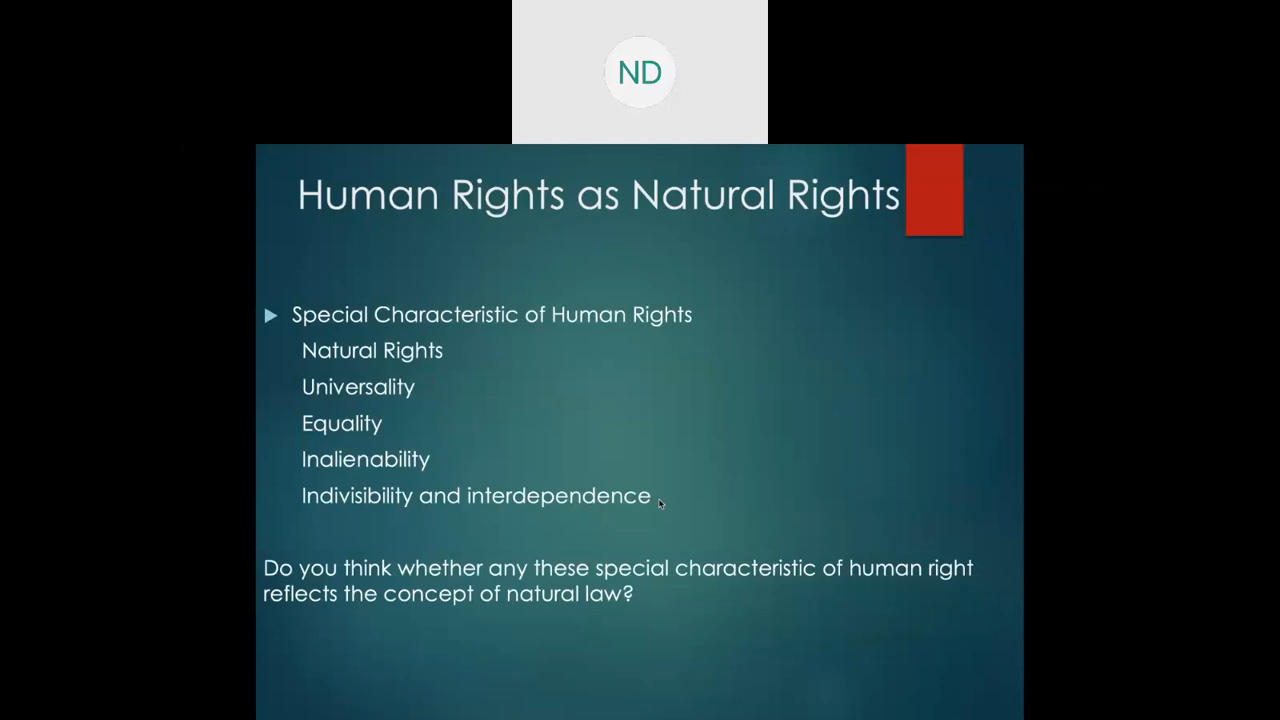 ND
Human Rights as Natural Rights
Special Characteristic of Human Rights
Natural Rights
Universality
Equality
Inalienability
Indivisibility and interdependence
Do you think whether any these special characteristic of human right
reflects the concept of natural law?